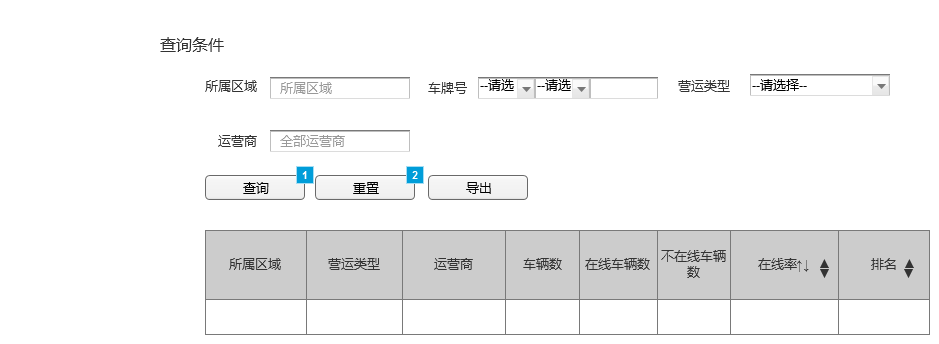 查询条件
所属区域 所属区域 车牌号 --请选 --请选 营运类型 --请选择--
运营商 全部运营商
查询 1 重置 2 导出
所属区域 营运类型 运营商 车辆数 在线车辆数 不在线车辆数 在线率↑↓ 排名